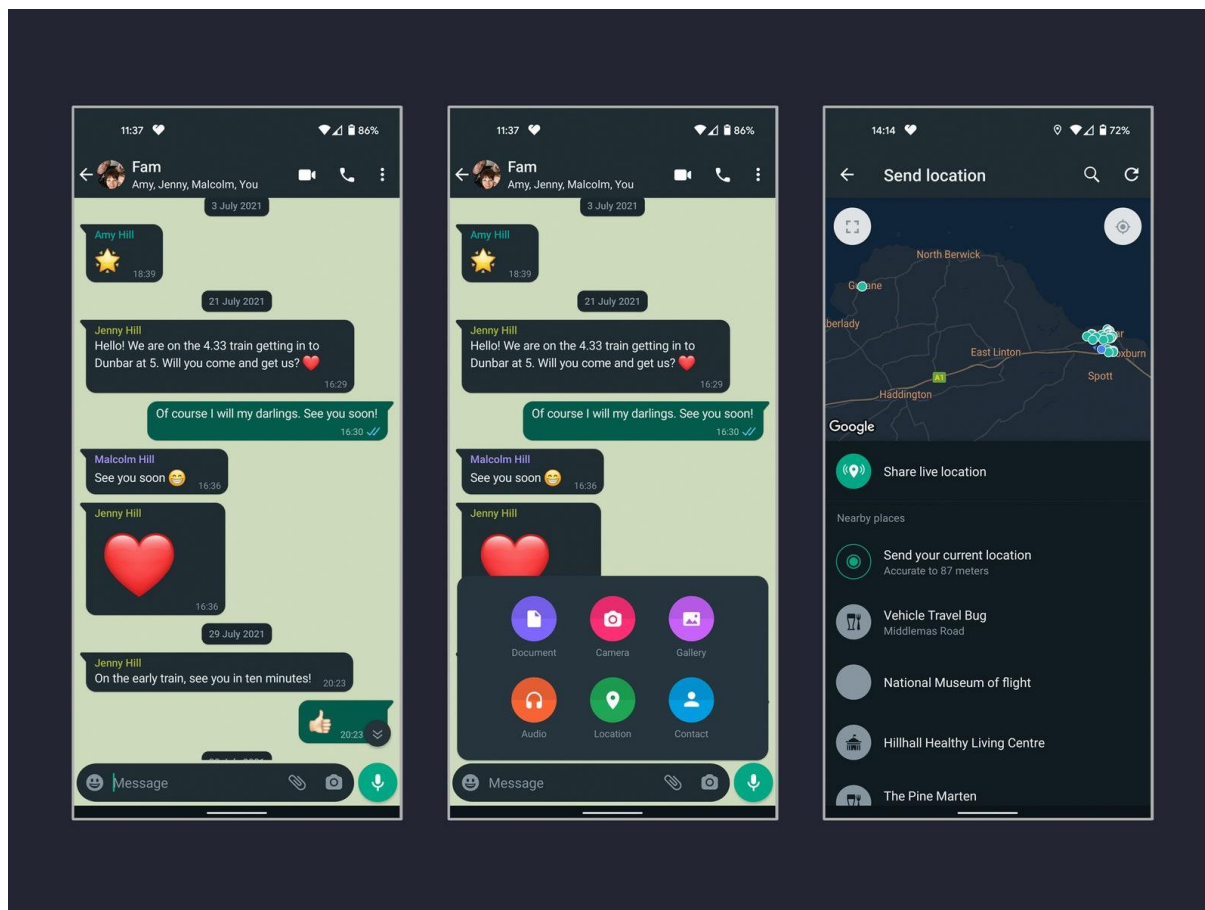 11:37 86%
Fam
Amy, Jenny, Malcolm, You
3 July 2021
Amy Hill
18:39
21 July 2021
Jenny Hill
Hello! We are on the 4.33 train getting in to
Dunbar at 5. Will you come and get us? ❤️
16:29
Of course I will my darlings. See you soon!
16:30
Malcolm Hill
See you soon 😁 16:36
Jenny Hill
16:36
29 July 2021
Jenny Hill
On the early train, see you in ten minutes! 20:23
20:23
Message
11:37 86%
Fam
Amy, Jenny, Malcolm, You
3 July 2021
Amy Hill
18:39
21 July 2021
Jenny Hill
Hello! We are on the 4.33 train getting in to
Dunbar at 5. Will you come and get us? ❤️
16:29
Of course I will my darlings. See you soon!
16:30
Malcolm Hill
See you soon 😁 16:36
Jenny Hill
Document Camera Gallery
Audio Location Contact
Message
14:14 72%
Send location
North Berwick
East Linton
Spott
A1
Haddington
Google
Share live location
Nearby places
Send your current location
Accurate to 87 meters
Vehicle Travel Bug
Middlemas Road
National Museum of flight
Hillhall Healthy Living Centre
The Pine Marten